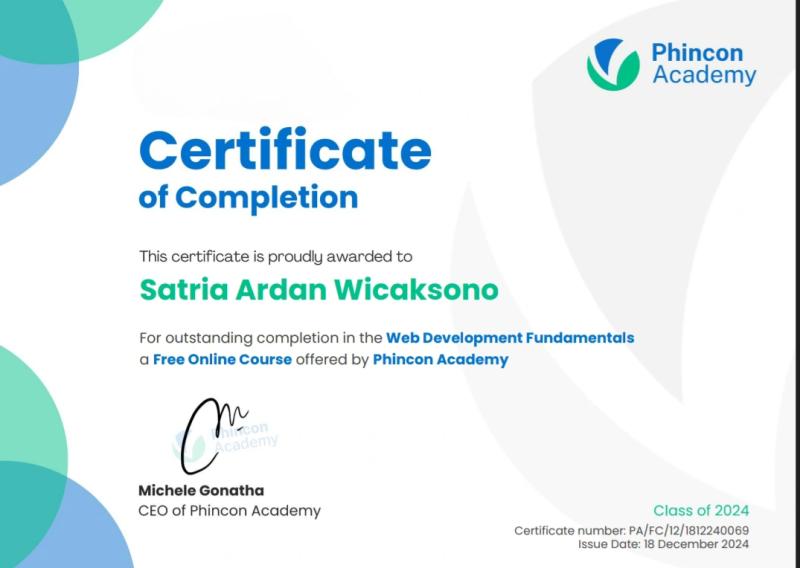 Phincon
Academy
Certificate
of Completion
This certificate is proudly awarded to
Satria Ardan Wicaksono
For outstanding completion in the Web Development Fundamentals
a Free Online Course offered by Phincon Academy
Phincon
Academy
Michele Gonatha
CEO of Phincon Academy
Class of 2024
Certificate number: PA/FC/12/1812240069
Issue Date: 18 December 2024